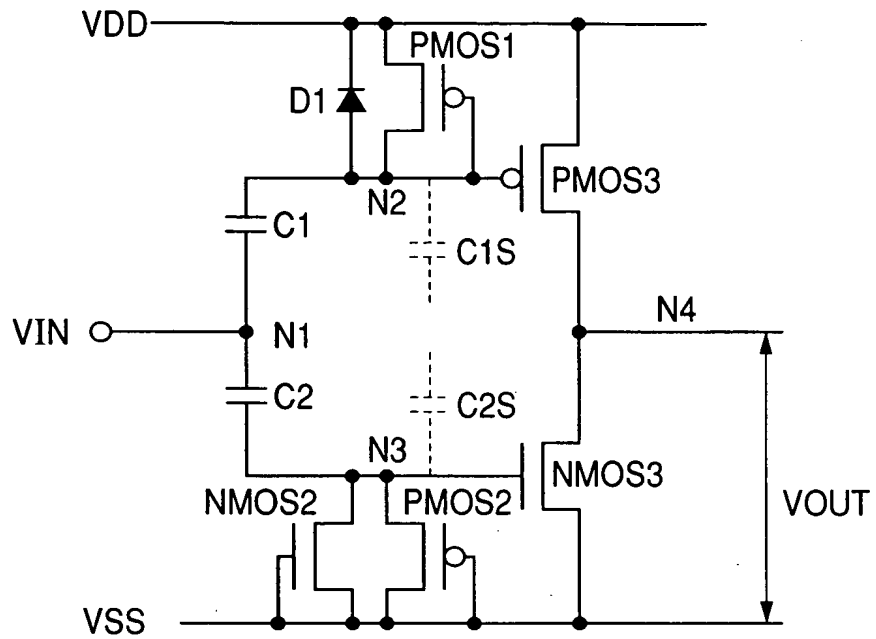 VDD
PMOS1
D1
PMOS3
N2
C1
C1S
VIN
N1
N4
C2
C2S
N3
NMOS2
PMOS2
NMOS3
VOUT
VSS